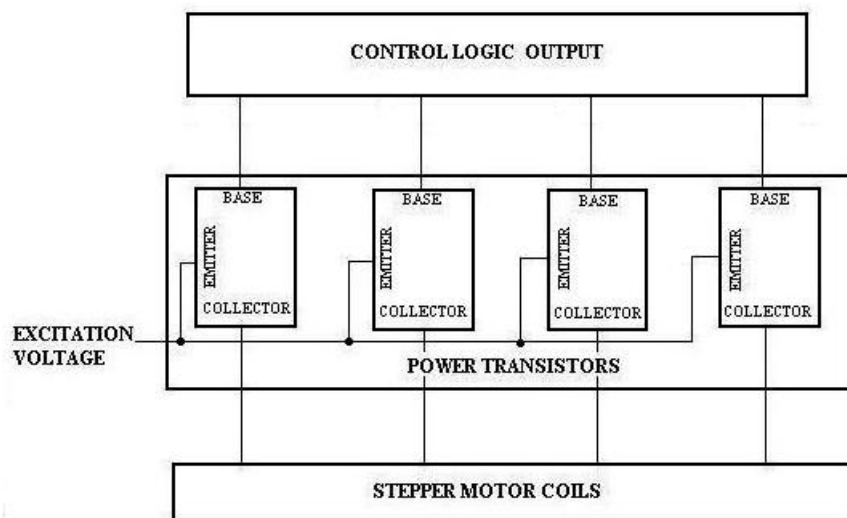 CONTROL LOGIC OUTPUT
BASE
BASE
BASE
BASE
EMITTER
EMITTER
EMITTER
EMITTER
COLLECTOR
COLLECTOR
COLLECTOR
COLLECTOR
EXCITATION
VOLTAGE
POWER TRANSISTORS
STEPPER MOTOR COILS